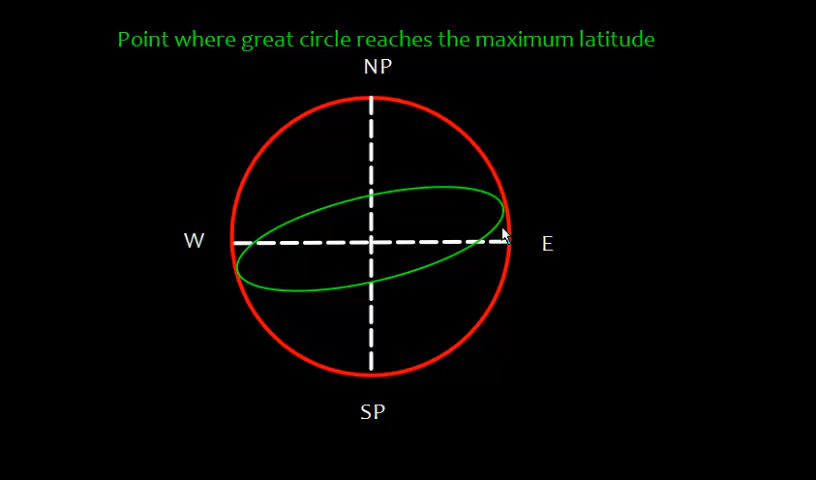 Point where great circle reaches the maximum latitude
NP
W
E
SP